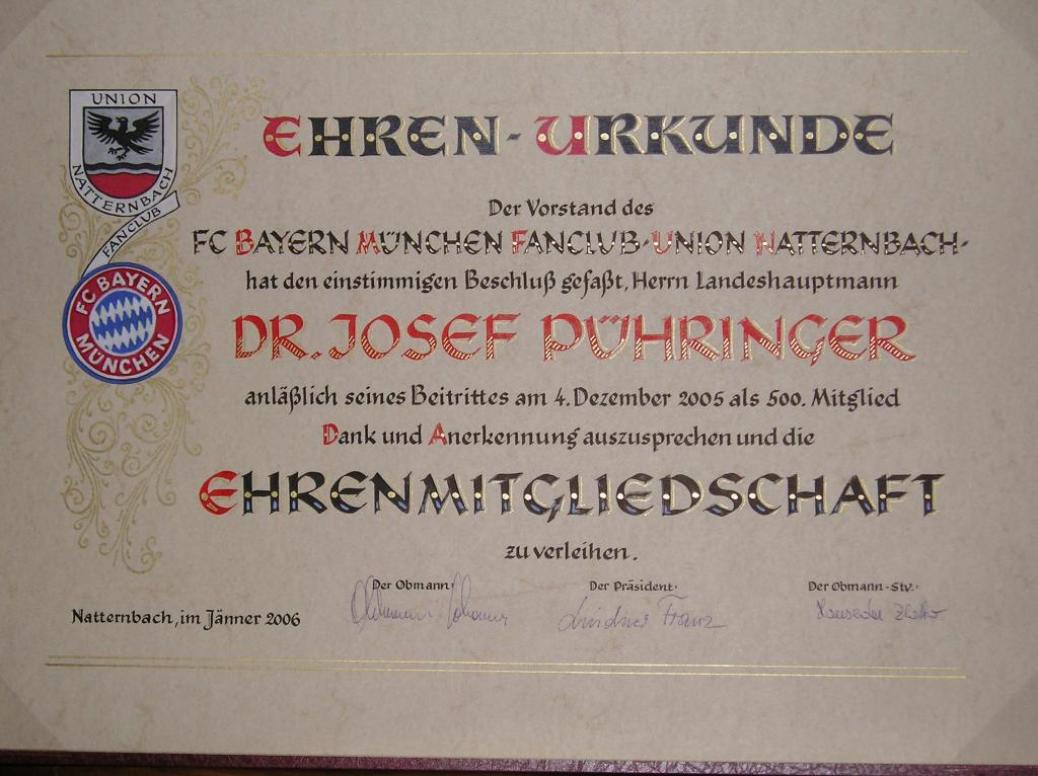 UNION
NATTERNBACH
FANCLUB
FC BAYERN
MÜNCHEN
EHREN-URKUNDE
Der Vorstand des
FC BAYERN MÜNCHEN FANCLUB-UNION NATTERNBACH-
hat den einstimmigen Beschluß gefaßt, Herrn Landeshauptmann
DR. JOSEF PÜHRINGER
anläßlich seines Beitrittes am 4. Dezember 2005 als 500. Mitglied
Dank und Anerkennung auszusprechen und die
EHRENMITGLIEDSCHAFT
zu verleihen.
Der Obmann: Der Präsident: Der Obmann-Stv.:
Natternbach, im Jänner 2006
Lindner Franz